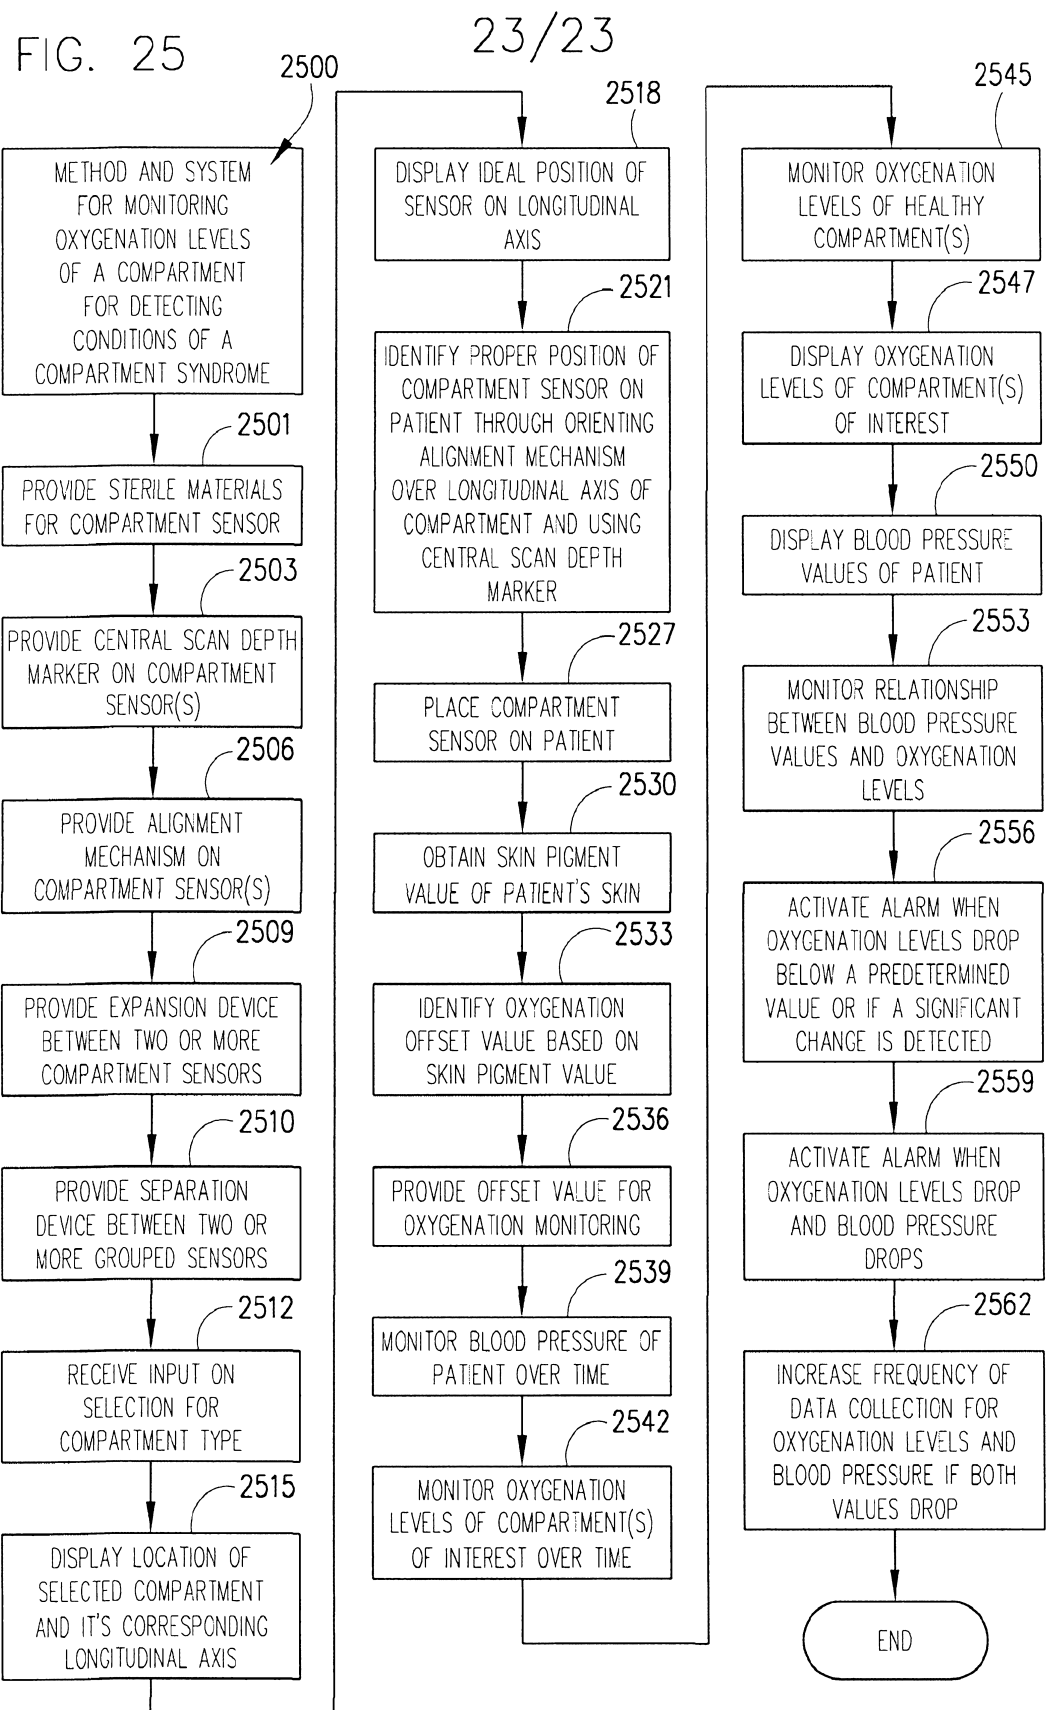 FIG. 25
23/23
2500
METHOD AND SYSTEM
FOR MONITORING
OXYGENATION LEVELS
OF A COMPARTMENT
FOR DETECTING
CONDITIONS OF A
COMPARTMENT SYNDROME
2501
PROVIDE STERILE MATERIALS
FOR COMPARTMENT SENSOR
2503
PROVIDE CENTRAL SCAN DEPTH
MARKER ON COMPARTMENT
SENSOR(S)
2506
PROVIDE ALIGNMENT
MECHANISM ON
COMPARTMENT SENSOR(S)
2509
PROVIDE EXPANSION DEVICE
BETWEEN TWO OR MORE
COMPARTMENT SENSORS
2510
PROVIDE SEPARATION
DEVICE BETWEEN TWO OR
MORE GROUPED SENSORS
2512
RECEIVE INPUT ON
SELECTION FOR
COMPARTMENT TYPE
2515
DISPLAY LOCATION OF
SELECTED COMPARTMENT
AND IT'S CORRESPONDING
LONGITUDINAL AXIS
2518
DISPLAY IDEAL POSITION OF
SENSOR ON LONGITUDINAL
AXIS
2521
IDENTIFY PROPER POSITION OF
COMPARTMENT SENSOR ON
PATIENT THROUGH ORIENTING
ALIGNMENT MECHANISM
OVER LONGITUDINAL AXIS OF
COMPARTMENT AND USING
CENTRAL SCAN DEPTH
MARKER
2527
PLACE COMPARTMENT
SENSOR ON PATIENT
2530
OBTAIN SKIN PIGMENT
VALUE OF PATIENT'S SKIN
2533
IDENTIFY OXYGENATION
OFFSET VALUE BASED ON
SKIN PIGMENT VALUE
2536
PROVIDE OFFSET VALUE FOR
OXYGENATION MONITORING
2539
MONITOR BLOOD PRESSURE OF
PATIENT OVER TIME
2542
MONITOR OXYGENATION
LEVELS OF COMPARTMENT(S)
OF INTEREST OVER TIME
2545
MONITOR OXYGENATION
LEVELS OF HEALTHY
COMPARTMENT(S)
2547
DISPLAY OXYGENATION
LEVELS OF COMPARTMENT(S)
OF INTEREST
2550
DISPLAY BLOOD PRESSURE
VALUES OF PATIENT
2553
MONITOR RELATIONSHIP
BETWEEN BLOOD PRESSURE
VALUES AND OXYGENATION
LEVELS
2556
ACTIVATE ALARM WHEN
OXYGENATION LEVELS DROP
BELOW A PREDETERMINED
VALUE OR IF A SIGNIFICANT
CHANGE IS DETECTED
2559
ACTIVATE ALARM WHEN
OXYGENATION LEVELS DROP
AND BLOOD PRESSURE
DROPS
2562
INCREASE FREQUENCY OF
DATA COLLECTION FOR
OXYGENATION LEVELS AND
BLOOD PRESSURE IF BOTH
VALUES DROP
END